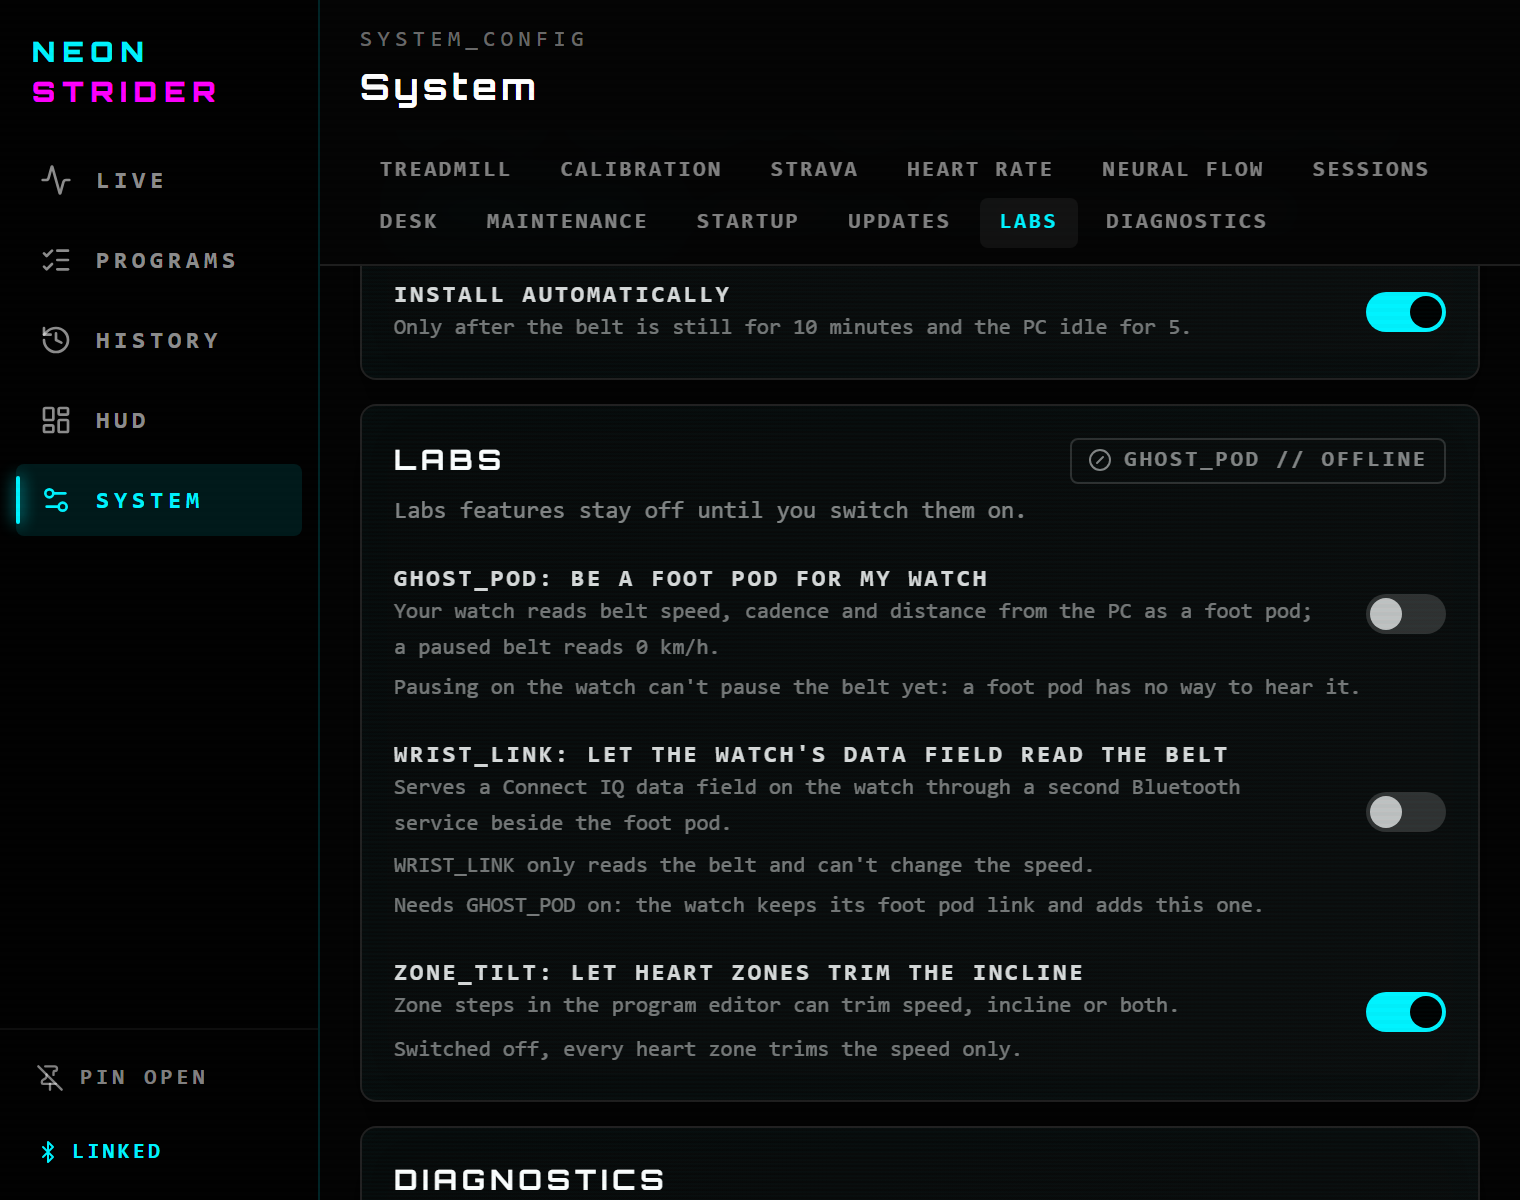 NEON
STRIDER
LIVE
PROGRAMS
HISTORY
HUD
SYSTEM
PIN OPEN
LINKED
SYSTEM_CONFIG
System
TREADMILL CALIBRATION STRAVA HEART RATE NEURAL FLOW SESSIONS
DESK MAINTENANCE STARTUP UPDATES LABS DIAGNOSTICS
INSTALL AUTOMATICALLY
Only after the belt is still for 10 minutes and the PC idle for 5.
LABS
GHOST_POD // OFFLINE
Labs features stay off until you switch them on.
GHOST_POD: BE A FOOT POD FOR MY WATCH
Your watch reads belt speed, cadence and distance from the PC as a foot pod;
a paused belt reads 0 km/h.
Pausing on the watch can't pause the belt yet: a foot pod has no way to hear it.
WRIST_LINK: LET THE WATCH'S DATA FIELD READ THE BELT
Serves a Connect IQ data field on the watch through a second Bluetooth
service beside the foot pod.
WRIST_LINK only reads the belt and can't change the speed.
Needs GHOST_POD on: the watch keeps its foot pod link and adds this one.
ZONE_TILT: LET HEART ZONES TRIM THE INCLINE
Zone steps in the program editor can trim speed, incline or both.
Switched off, every heart zone trims the speed only.
DIAGNOSTICS